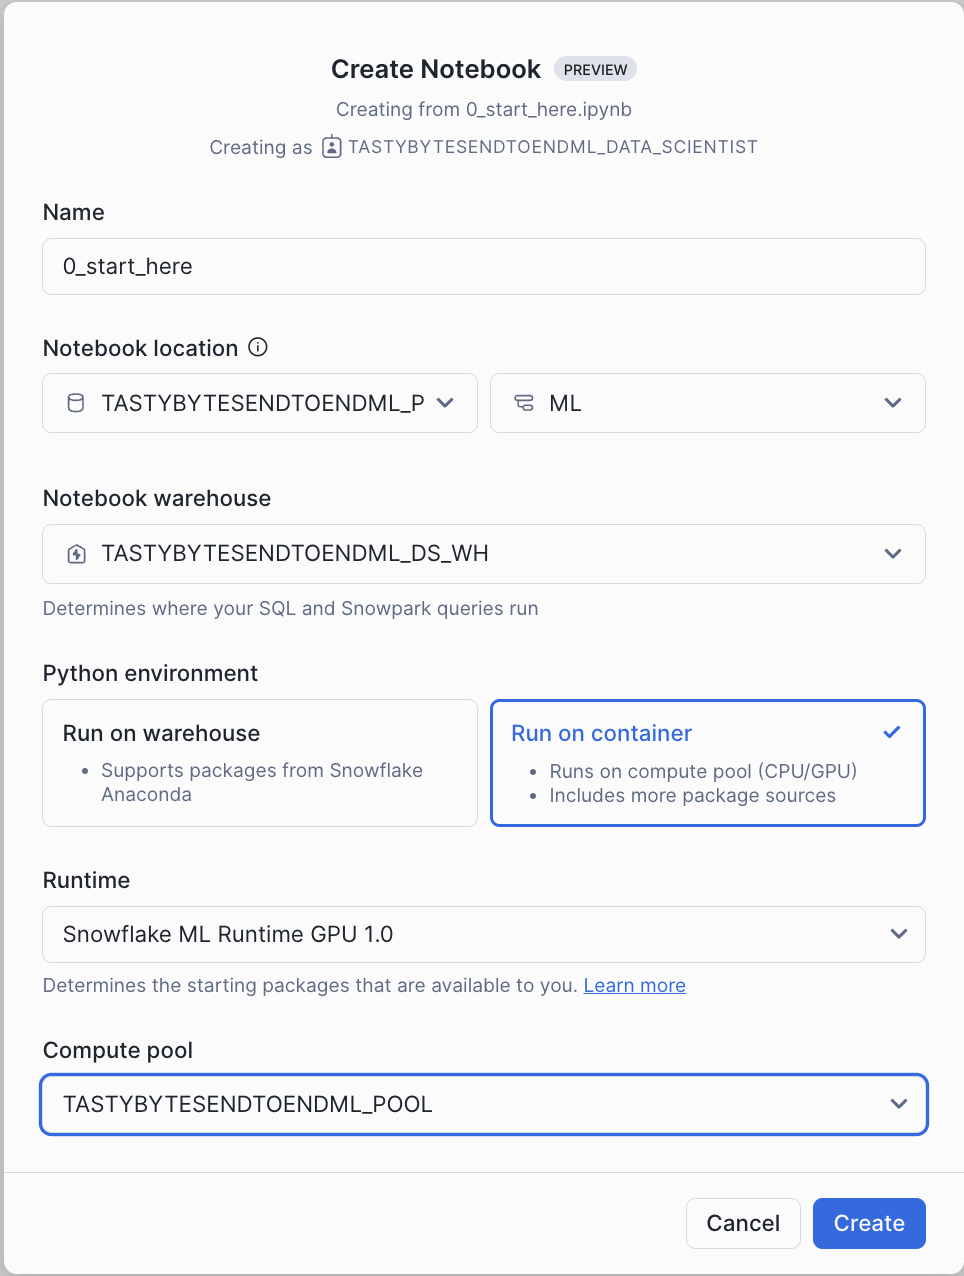 Create Notebook PREVIEW
Creating from 0_start_here.ipynb
Creating as TASTYBYTESENDTOENDML_DATA_SCIENTIST
Name
0_start_here
Notebook location
TASTYBYTESENDTOENDML_P ML
Notebook warehouse
TASTYBYTESENDTOENDML_DS_WH
Determines where your SQL and Snowpark queries run
Python environment
Run on warehouse
• Supports packages from Snowflake
Anaconda
Run on container
• Runs on compute pool (CPU/GPU)
• Includes more package sources
Runtime
Snowflake ML Runtime GPU 1.0
Determines the starting packages that are available to you. Learn more
Compute pool
TASTYBYTESENDTOENDML_POOL
Cancel Create